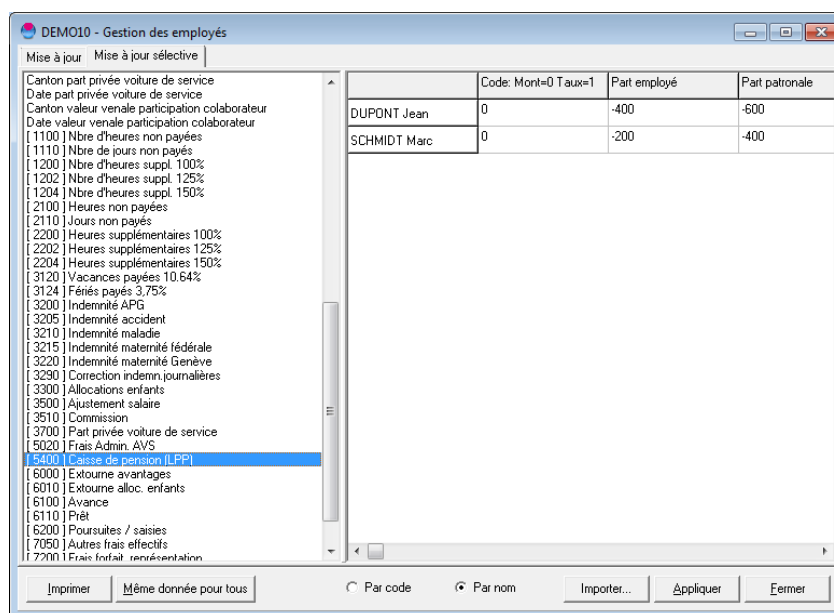 DEMO10 - Gestion des employés
Mise à jour Mise à jour sélective
Canton part privée voiture de service
Date part privée voiture de service
Canton valeur venale participation colaborateur
Date valeur venale participation colaborateur
[ 1100 ] Nbre d'heures non payées
[ 1110 ] Nbre de jours non payés
[ 1200 ] Nbre d'heures suppl. 100%
[ 1202 ] Nbre d'heures suppl. 125%
[ 1204 ] Nbre d'heures suppl. 150%
[ 2100 ] Heures non payées
[ 2110 ] Jours non payés
[ 2200 ] Heures supplémentaires 100%
[ 2202 ] Heures supplémentaires 125%
[ 2204 ] Heures supplémentaires 150%
[ 3120 ] Vacances payées 10.64%
[ 3124 ] Fériés payés 3,75%
[ 3200 ] Indemnité APG
[ 3205 ] Indemnité accident
[ 3210 ] Indemnité maladie
[ 3215 ] Indemnité maternité fédérale
[ 3220 ] Indemnité maternité Genève
[ 3290 ] Correction indemn.journalières
[ 3300 ] Allocations enfants
[ 3500 ] Ajustement salaire
[ 3510 ] Commission
[ 3700 ] Part privée voiture de service
[ 5020 ] Frais Admin. AVS
[ 5400 ] Caisse de pension (LPP)
[ 6000 ] Extourne avantages
[ 6010 ] Extourne alloc. enfants
[ 6100 ] Avance
[ 6110 ] Prêt
[ 6200 ] Poursuites / saisies
[ 7050 ] Autres frais effectifs
[ 7200 ] Frais forfait. représentation
Code: Mont=0 Taux=1 Part employé Part patronale
DUPONT Jean 0 -400 -600
SCHMIDT Marc 0 -200 -400
Imprimer Même donnée pour tous Par code Par nom Importer... Appliquer Fermer